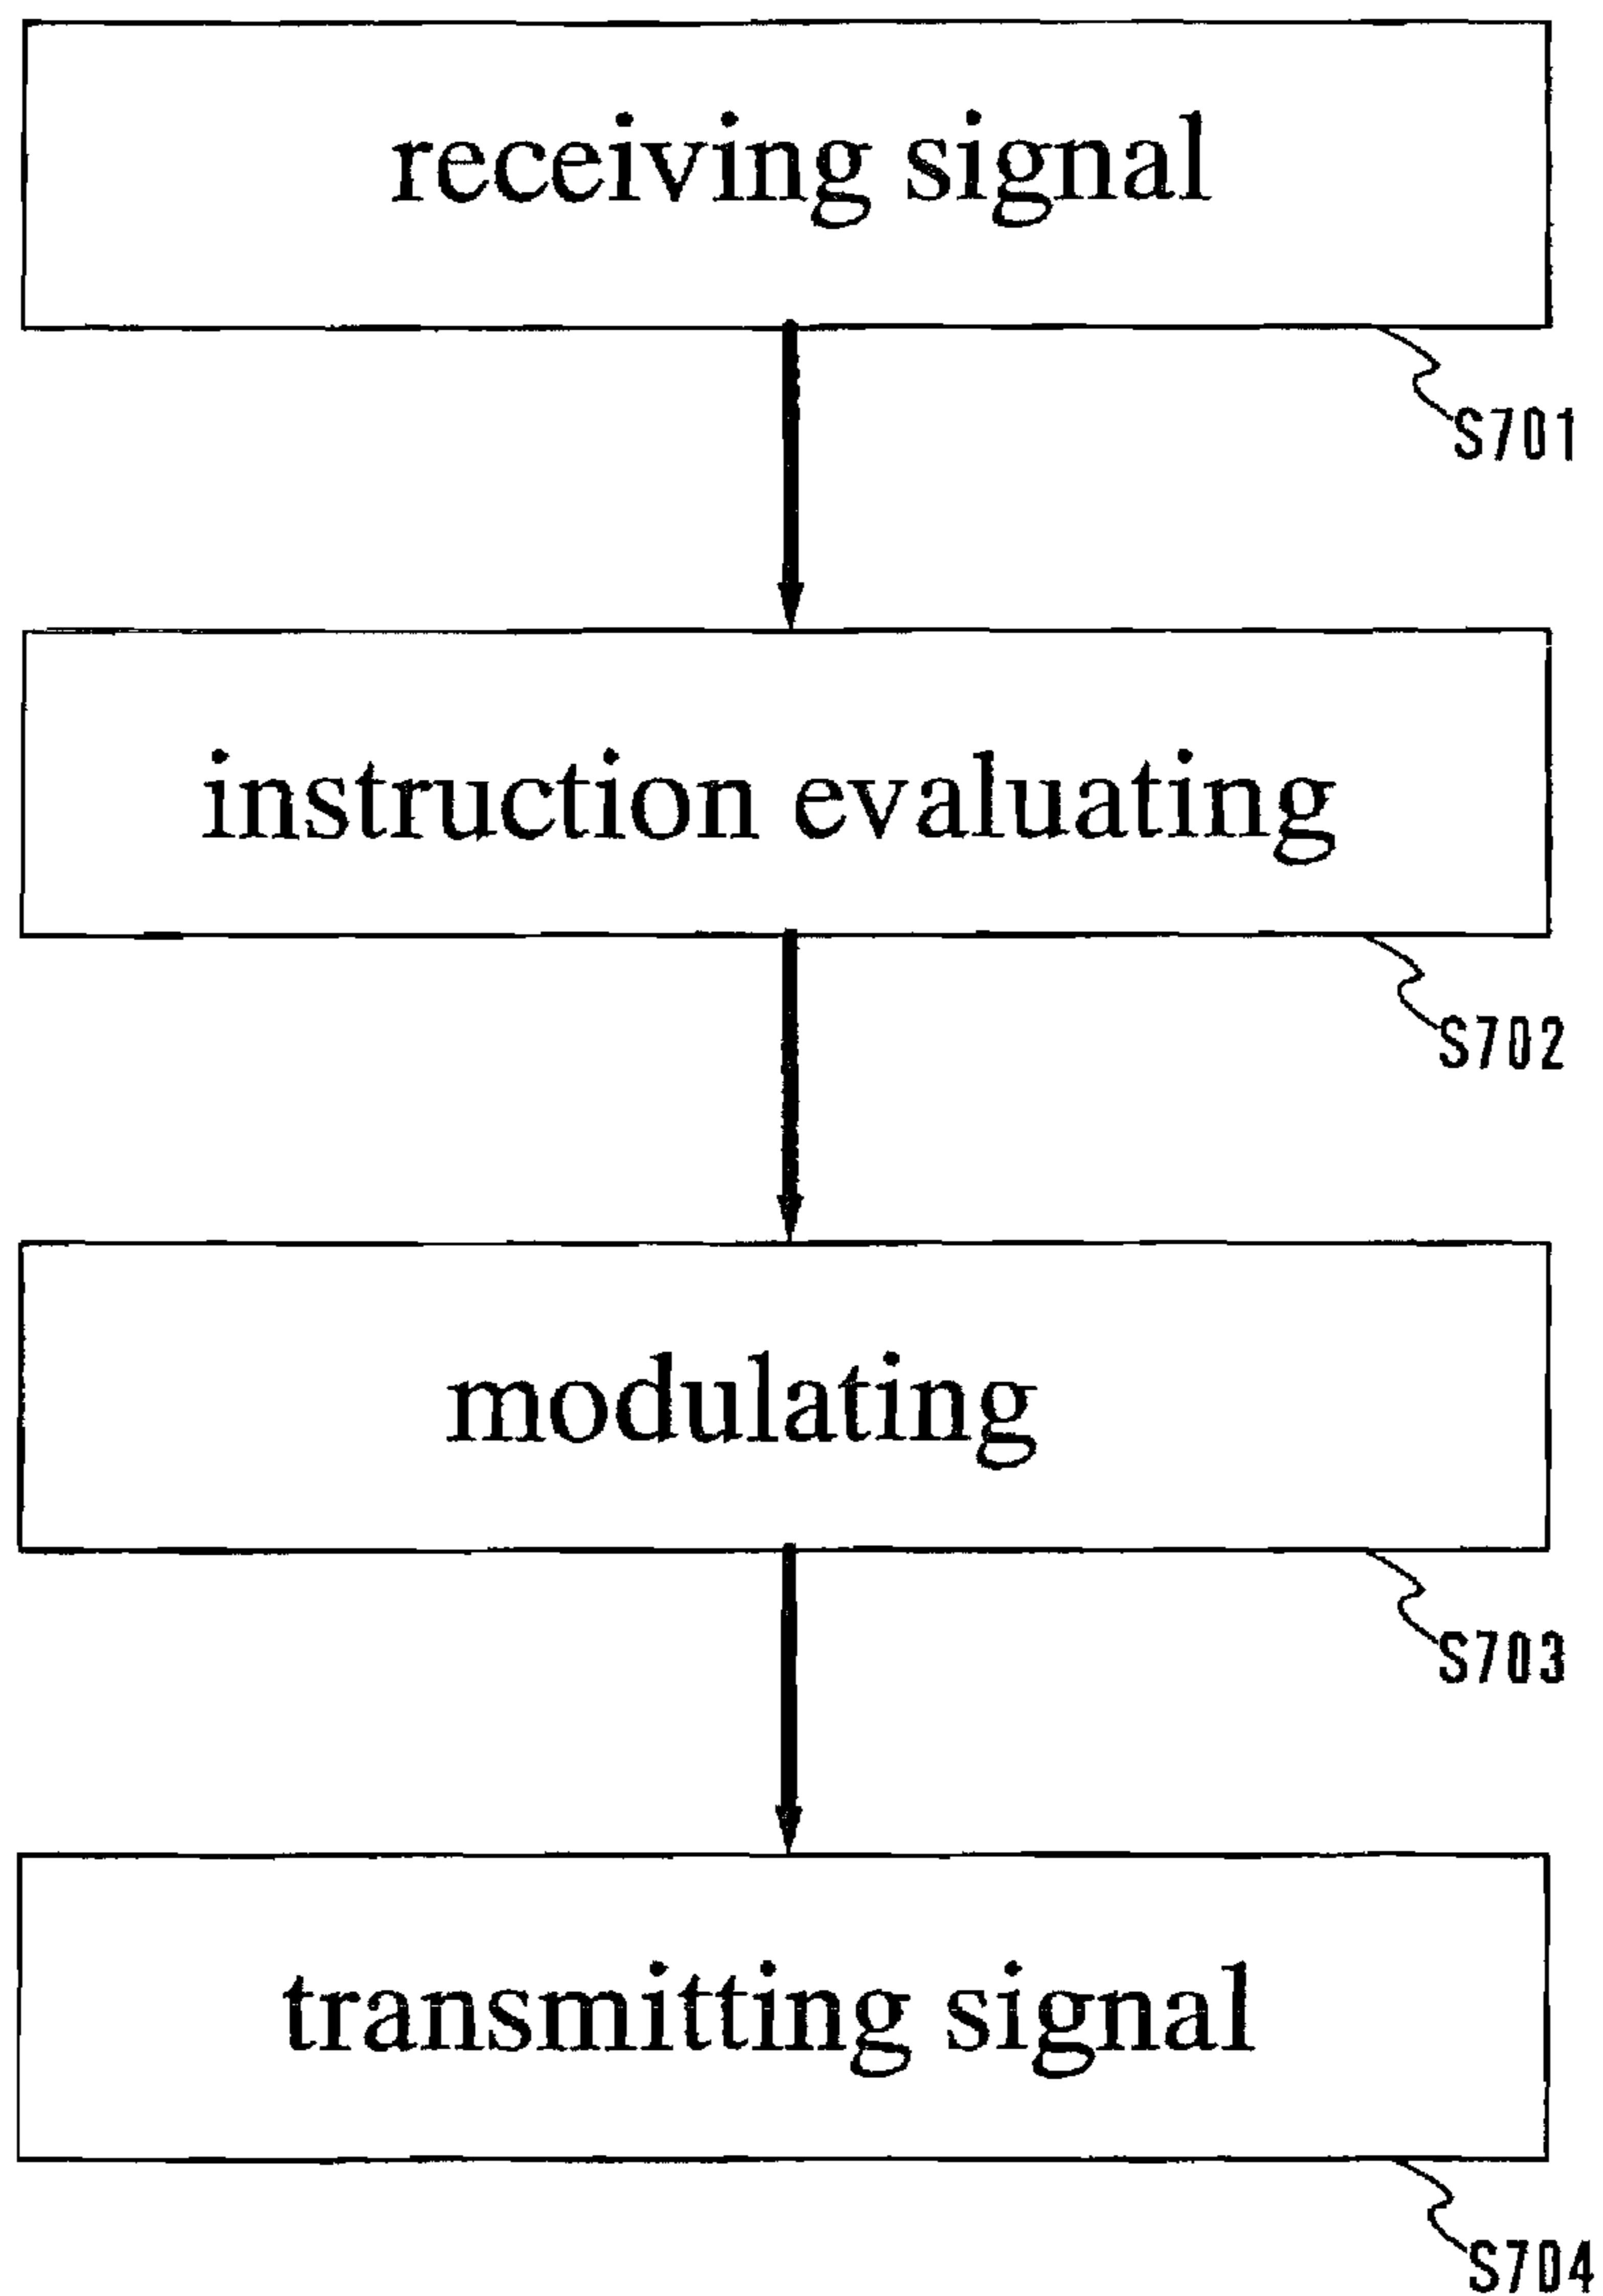 receiving signal
S701
instruction evaluating
S702
modulating
S703
transmitting signal
S704